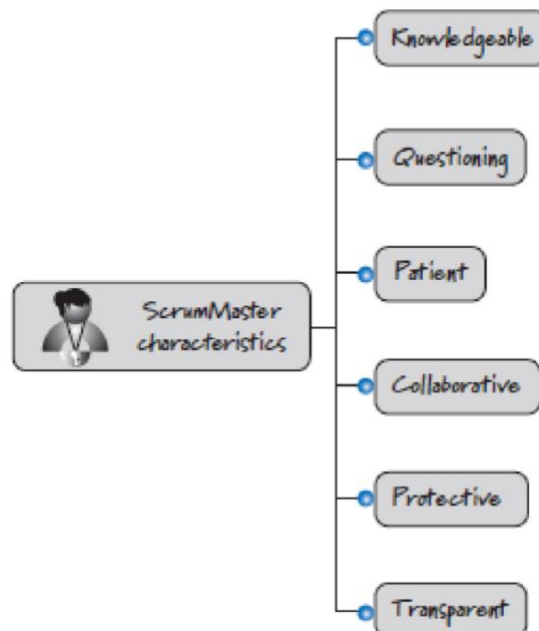 Knowledgeable
Questioning
Patient
ScrumMaster
characteristics
Collaborative
Protective
Transparent